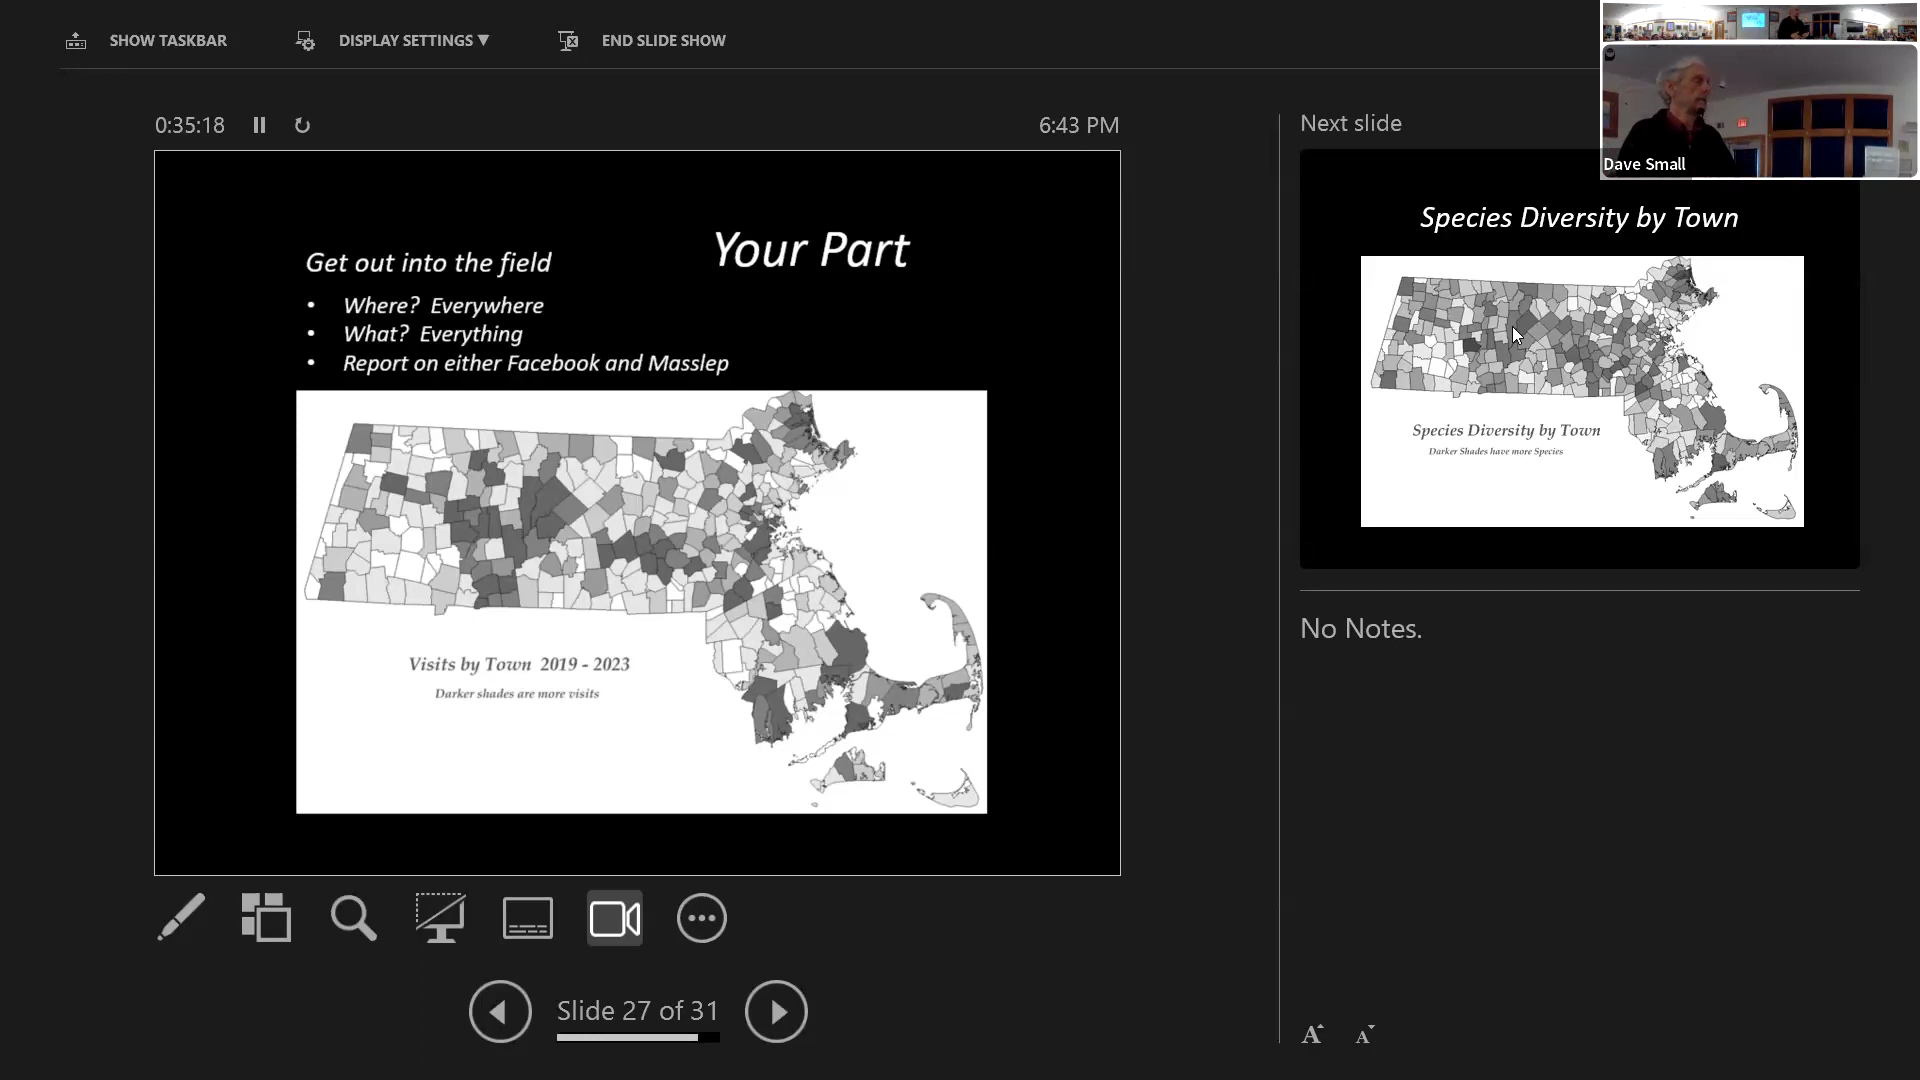 SHOW TASKBAR
DISPLAY SETTINGS ▼
END SLIDE SHOW
0:35:18
6:43 PM
Next slide
Dave Small
Your Part
Get out into the field
• Where? Everywhere
• What? Everything
• Report on either Facebook and Masslep
Visits by Town 2019 - 2023
Darker shades are more visits
Species Diversity by Town
Species Diversity by Town
Darker Shades have more Species
No Notes.
Slide 27 of 31
A A